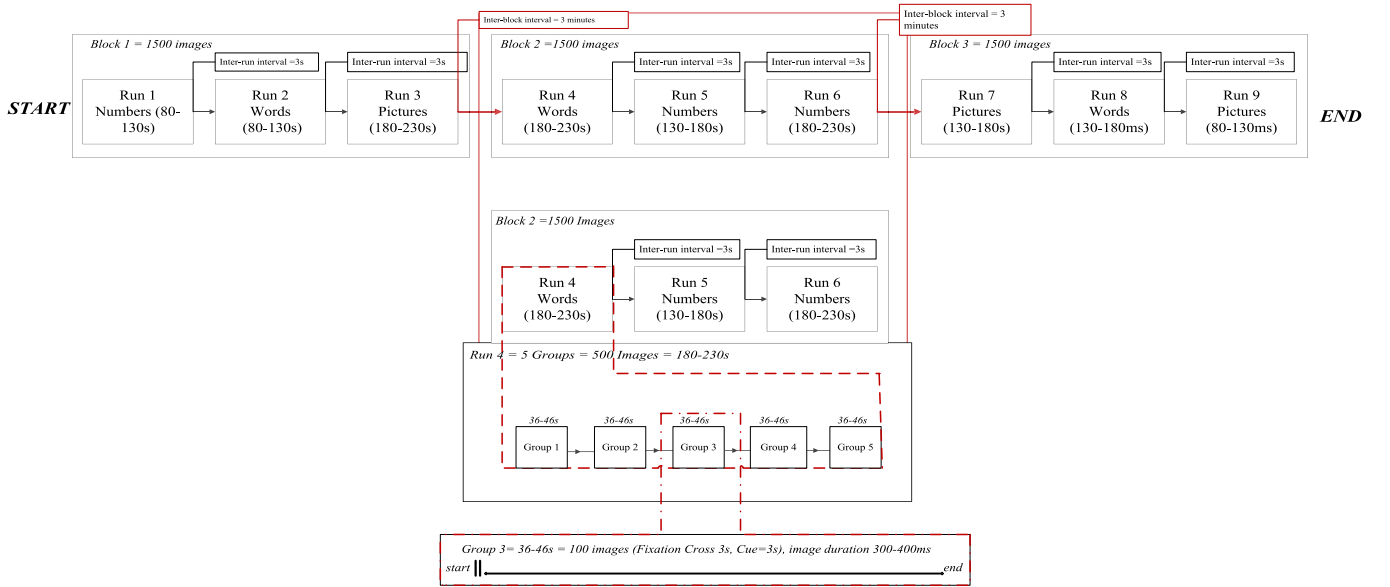 Inter-block interval = 3 minutes
Inter-block interval = 3
minutes
Block 1 = 1500 images
Block 2 =1500 images
Block 3 = 1500 images
Inter-run interval =3s
Inter-run interval =3s
Inter-run interval =3s
Inter-run interval =3s
Inter-run interval =3s
Inter-run interval =3s
START
Run 1
Numbers (80-
130s)
Run 2
Words
(80-130s)
Run 3
Pictures
(180-230s)
Run 4
Words
(180-230s)
Run 5
Numbers
(130-180s)
Run 6
Numbers
(180-230s)
Run 7
Pictures
(130-180s)
Run 8
Words
(130-180ms)
Run 9
Pictures
(80-130ms)
END
Block 2 =1500 Images
Inter-run interval =3s
Inter-run interval =3s
Run 4
Words
(180-230s)
Run 5
Numbers
(130-180s)
Run 6
Numbers
(180-230s)
Run 4 = 5 Groups = 500 Images = 180-230s
36-46s
36-46s
36-46s
36-46s
36-46s
Group 1
Group 2
Group 3
Group 4
Group 5
Group 3= 36-46s = 100 images (Fixation Cross 3s, Cue=3s), image duration 300-400ms
start
end